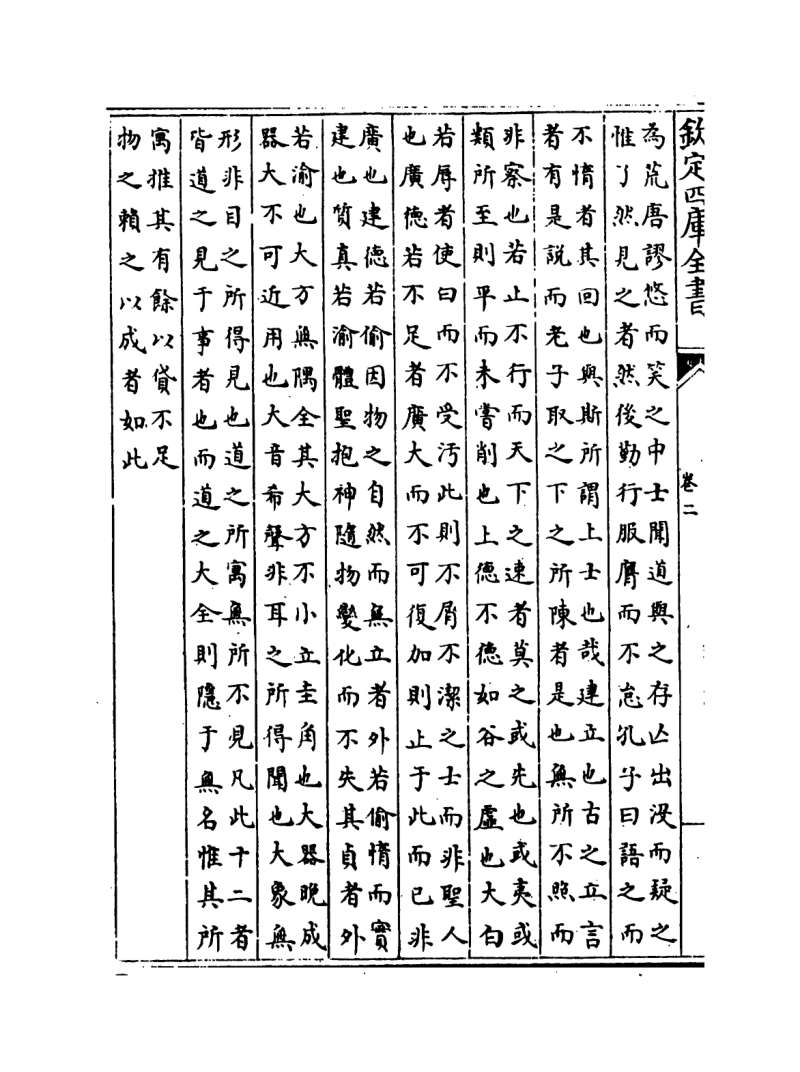 欽定四庫全書
卷二
為荒唐謬悠而笑之中士聞道與之存亾出没而疑之
惟了然見之者然後勤行服膺而不怠孔子曰語之而
不惰者其回也與斯所謂上士也哉建立也古之立言
者有是說而老子取之下之所陳者是也無所不照而
非察也若止不行而天下之速者莫之或先也或夷或
類所至則平而未嘗削也上德不德如谷之虛也大白
若辱者使曰而不受汚此則不屑不潔之士而非聖人
也廣德若不足者廣大而不可復加則止于此而已非
廣也建德若偷因物之自然而無立者外若偷惰而實
建也質真若渝體聖抱神隨物變化而不失其貞者外
若渝也大方無隅全其大方不小立圭角也大器晚成
器大不可近用也大音希聲非耳之所得聞也大象無
形非目之所得見也道之所寓無所不見凡此十二者
皆道之見于事者也而道之大全則隱于無名惟其所
寓推其有餘以貸不足
物之賴之以成者如此